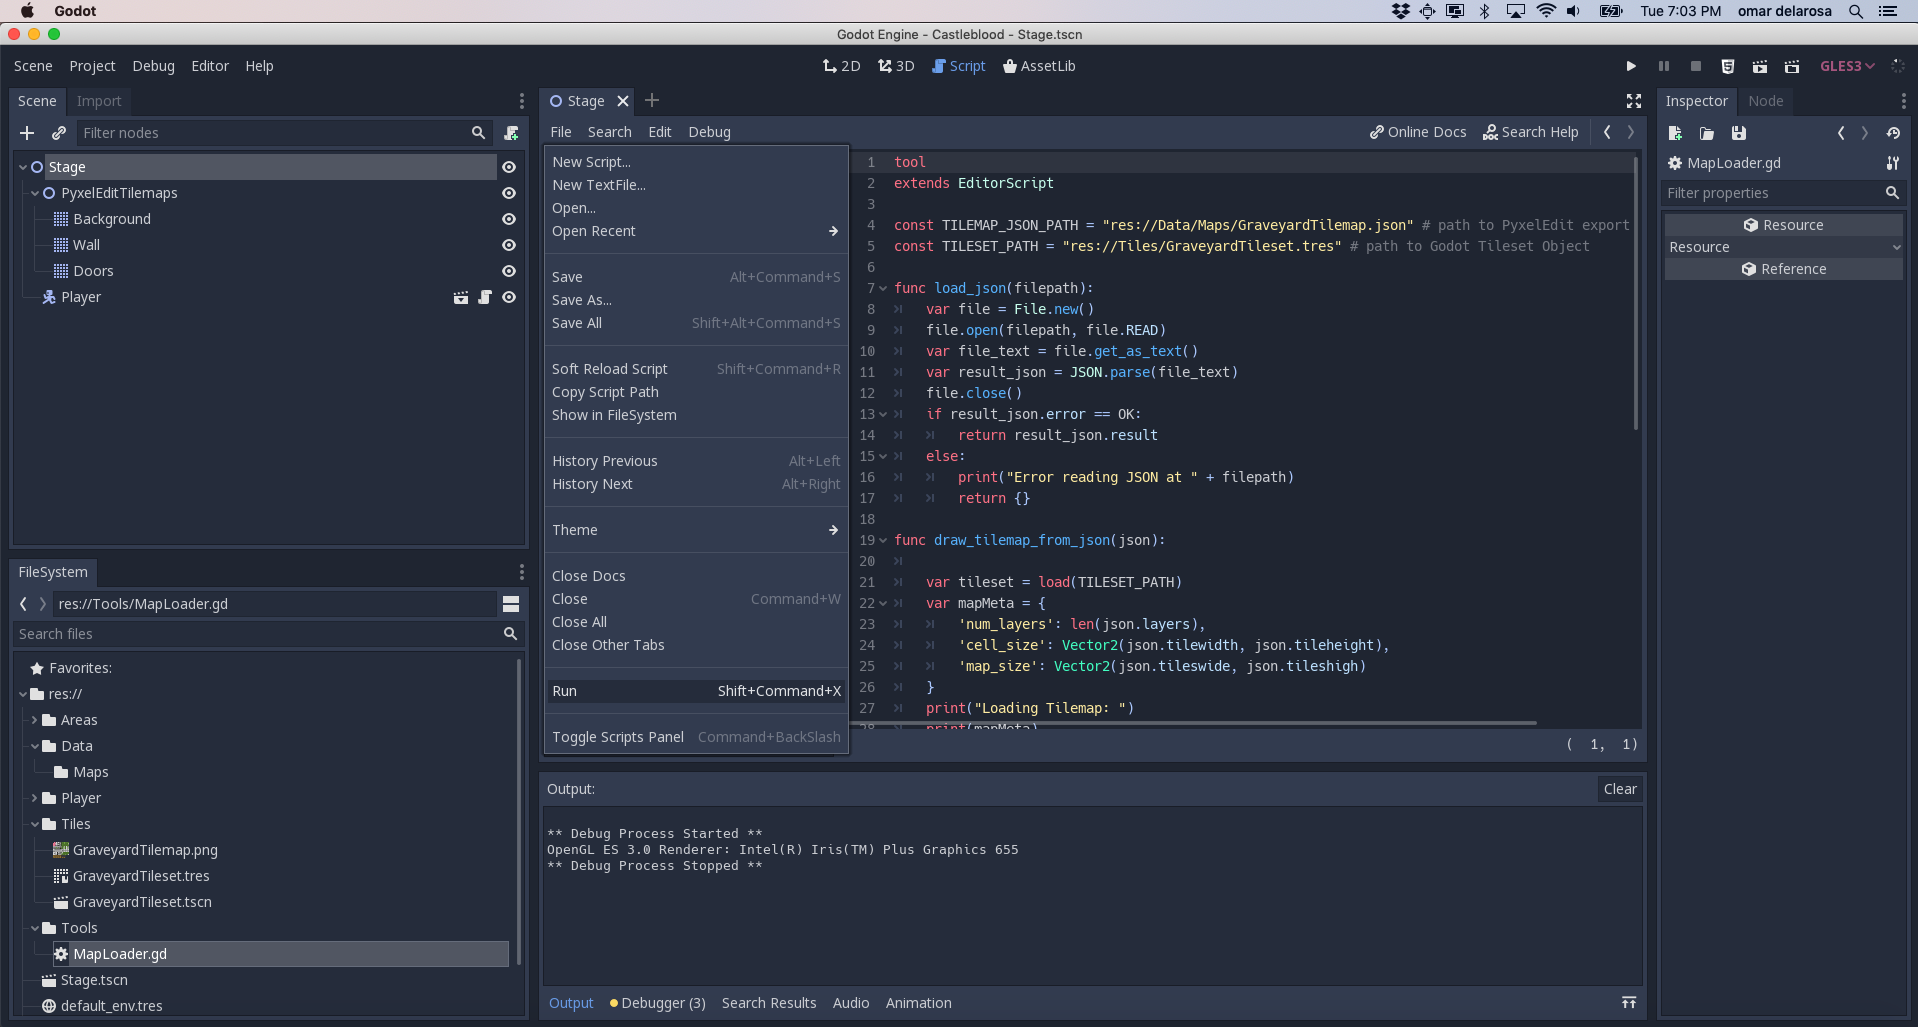 Godot
Tue 7:03 PM omar delarosa
Godot Engine - Castleblood - Stage.tscn
Scene Project Debug Editor Help
2D 3D Script AssetLib
GLES3
Scene Import
Filter nodes
Stage
PyxelEditTilemaps
Background
Wall
Doors
Player
FileSystem
res://Tools/MapLoader.gd
Search files
Favorites:
res://
Areas
Data
Maps
Player
Tiles
GraveyardTilemap.png
GraveyardTileset.tres
GraveyardTileset.tscn
Tools
MapLoader.gd
Stage.tscn
default_env.tres
Stage
File Search Edit Debug
Online Docs Search Help
New Script...
New TextFile...
Open...
Open Recent
Save Alt+Command+S
Save As...
Save All Shift+Alt+Command+S
Soft Reload Script Shift+Command+R
Copy Script Path
Show in FileSystem
History Previous Alt+Left
History Next Alt+Right
Theme
Close Docs
Close Command+W
Close All
Close Other Tabs
Run Shift+Command+X
Toggle Scripts Panel Command+BackSlash
1 tool
2 extends EditorScript
3
4 const TILEMAP_JSON_PATH = "res://Data/Maps/GraveyardTilemap.json" # path to PyxelEdit export
5 const TILESET_PATH = "res://Tiles/GraveyardTileset.tres" # path to Godot Tileset Object
6
7 func load_json(filepath):
8 var file = File.new()
9 file.open(filepath, file.READ)
10 var file_text = file.get_as_text()
11 var result_json = JSON.parse(file_text)
12 file.close()
13 if result_json.error == OK:
14 return result_json.result
15 else:
16 print("Error reading JSON at " + filepath)
17 return {}
18
19 func draw_tilemap_from_json(json):
20
21 var tileset = load(TILESET_PATH)
22 var mapMeta = {
23 'num_layers': len(json.layers),
24 'cell_size': Vector2(json.tilewidth, json.tileheight),
25 'map_size': Vector2(json.tileswide, json.tileshigh)
26 }
27 print("Loading Tilemap: ")
28 print(mapMeta)
( 1, 1)
Output:
Clear
** Debug Process Started **
OpenGL ES 3.0 Renderer: Intel(R) Iris(TM) Plus Graphics 655
** Debug Process Stopped **
Output Debugger (3) Search Results Audio Animation
Inspector Node
MapLoader.gd
Filter properties
Resource
Resource
Reference